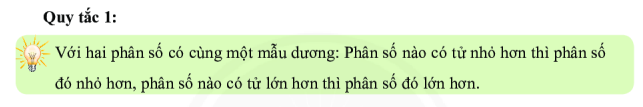 Quy tắc 1:
Với hai phân số có cùng một mẫu dương: Phân số nào có tử nhỏ hơn thì phân số
đó nhỏ hơn, phân số nào có tử lớn hơn thì phân số đó lớn hơn.